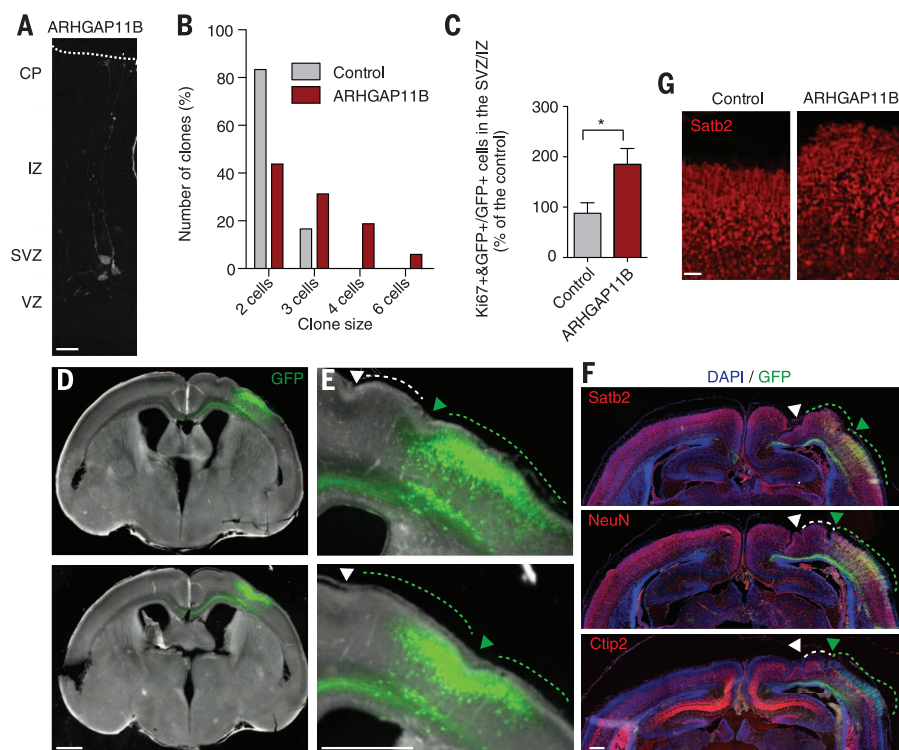 A
ARHGAP11B
CP
IZ
SVZ
VZ
B
Number of clones (%)
100
80
60
40
20
0
Control
ARHGAP11B
2 cells
3 cells
4 cells
6 cells
Clone size
C
Ki67+&GFP+/GFP+ cells in the SVZ/IZ
(% of the control)
300
200
100
0
*
Control
ARHGAP11B
G
Control
ARHGAP11B
Satb2
D
GFP
E
F
DAPI / GFP
Satb2
NeuN
Ctip2